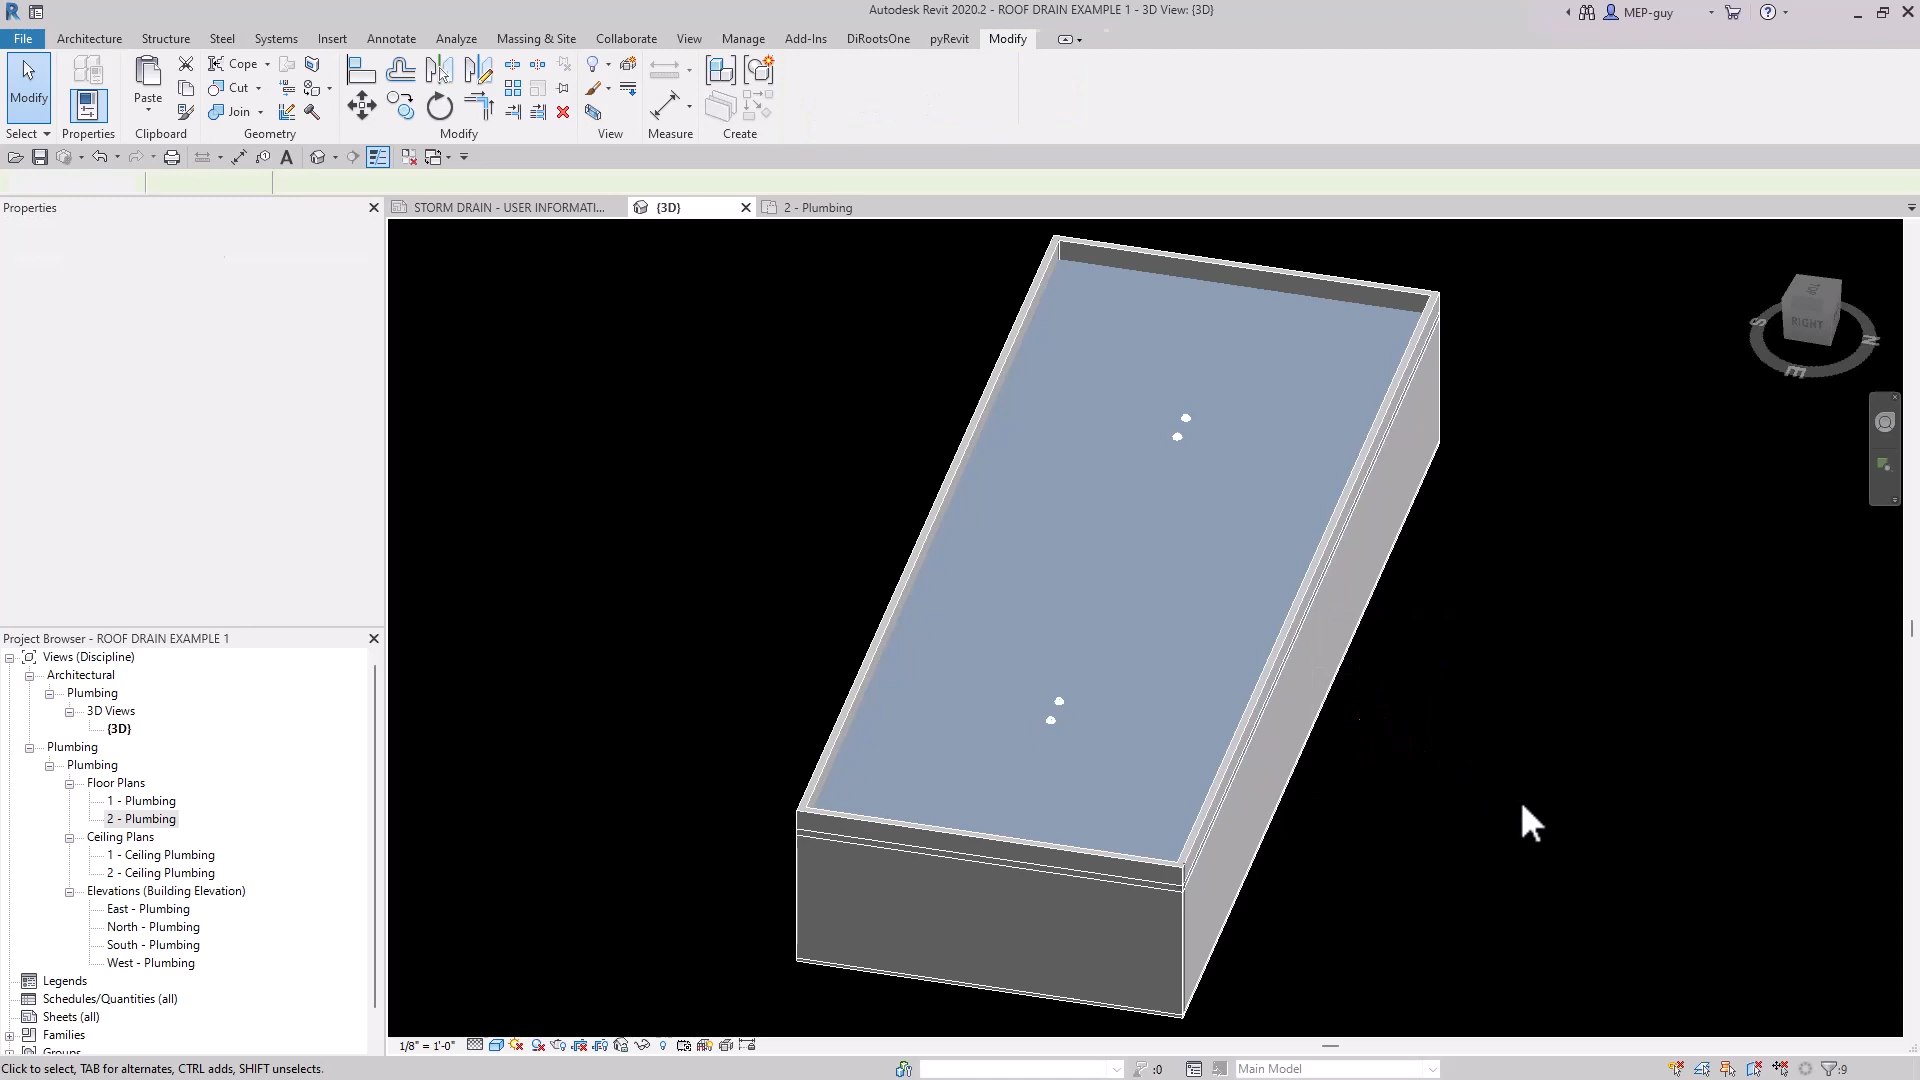 Autodesk Revit 2020.2 - ROOF DRAIN EXAMPLE 1 - 3D View: {3D}
MEP-guy
File Architecture Structure Steel Systems Insert Annotate Analyze Massing & Site Collaborate View Manage Add-Ins DiRootsOne pyRevit Modify
Modify Paste Cope
Cut
Join
Select Properties Clipboard Geometry Modify View Measure Create
Properties
STORM DRAIN - USER INFORMATI... {3D} 2 - Plumbing
TOP
RIGHT
S N E
Project Browser - ROOF DRAIN EXAMPLE 1
Views (Discipline)
Architectural
Plumbing
3D Views
{3D}
Plumbing
Plumbing
Floor Plans
1 - Plumbing
2 - Plumbing
Ceiling Plans
1 - Ceiling Plumbing
2 - Ceiling Plumbing
Elevations (Building Elevation)
East - Plumbing
North - Plumbing
South - Plumbing
West - Plumbing
Legends
Schedules/Quantities (all)
Sheets (all)
Families
Groups
1/8" = 1'-0"
Click to select, TAB for alternates, CTRL adds, SHIFT unselects. :0 Main Model :9